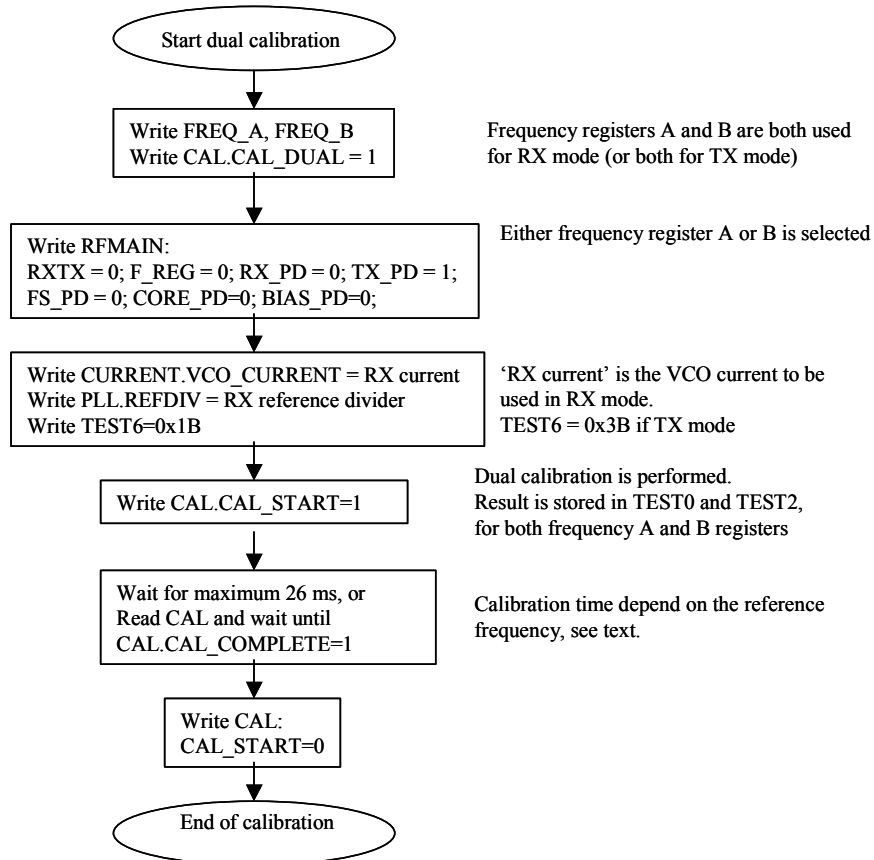 Start dual calibration
Write FREQ_A, FREQ_B
Write CAL.CAL_DUAL = 1
Frequency registers A and B are both used
for RX mode (or both for TX mode)
Write RFMAIN:
RXTX = 0; F_REG = 0; RX_PD = 0; TX_PD = 1;
FS_PD = 0; CORE_PD=0; BIAS_PD=0;
Either frequency register A or B is selected
Write CURRENT.VCO_CURRENT = RX current
Write PLL.REFDIV = RX reference divider
Write TEST6=0x1B
‘RX current’ is the VCO current to be
used in RX mode.
TEST6 = 0x3B if TX mode
Write CAL.CAL_START=1
Dual calibration is performed.
Result is stored in TEST0 and TEST2,
for both frequency A and B registers
Wait for maximum 26 ms, or
Read CAL and wait until
CAL.CAL_COMPLETE=1
Calibration time depend on the reference
frequency, see text.
Write CAL:
CAL_START=0
End of calibration